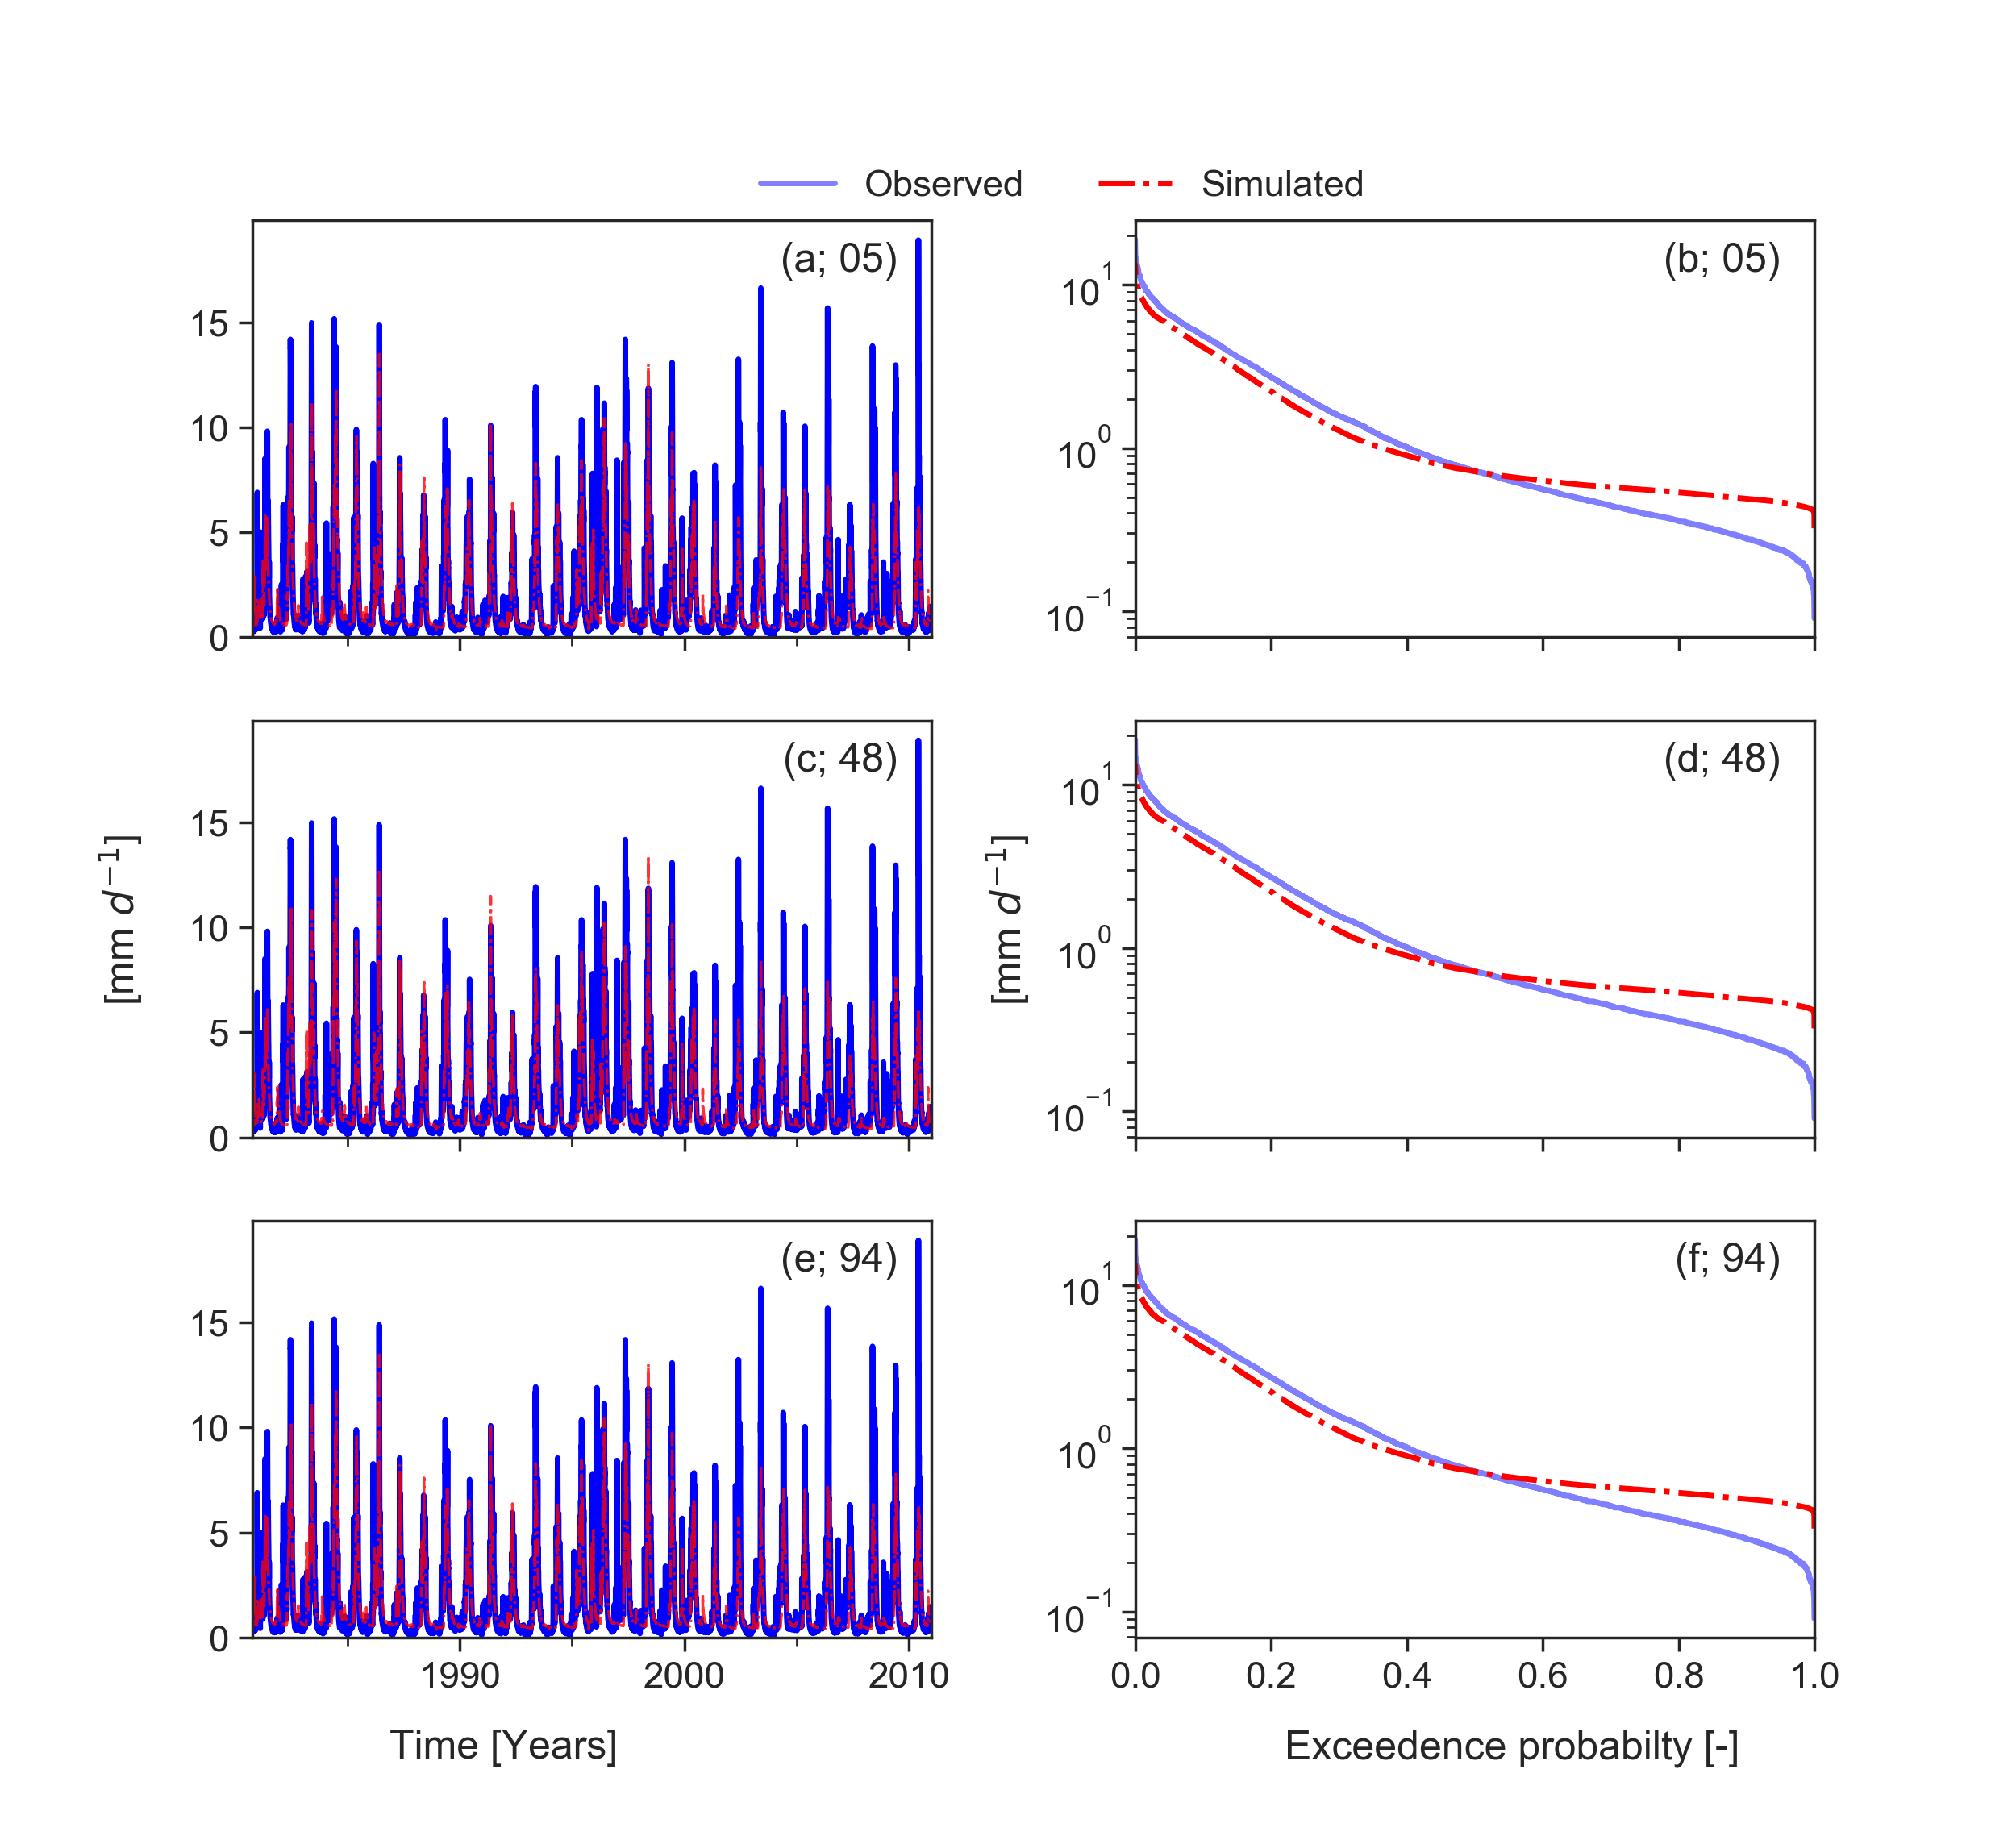 Observed Simulated
(a; 05) (b; 05)
15
10
5
0
10^1
10^0
10^−1
(c; 48) (d; 48)
15
10
5
0
[mm d^−1]
10^1
10^0
10^−1
[mm d^−1]
(e; 94) (f; 94)
15
10
5
0
10^1
10^0
10^−1
1990 2000 2010
0.0 0.2 0.4 0.6 0.8 1.0
Time [Years] Exceedence probabilty [-]